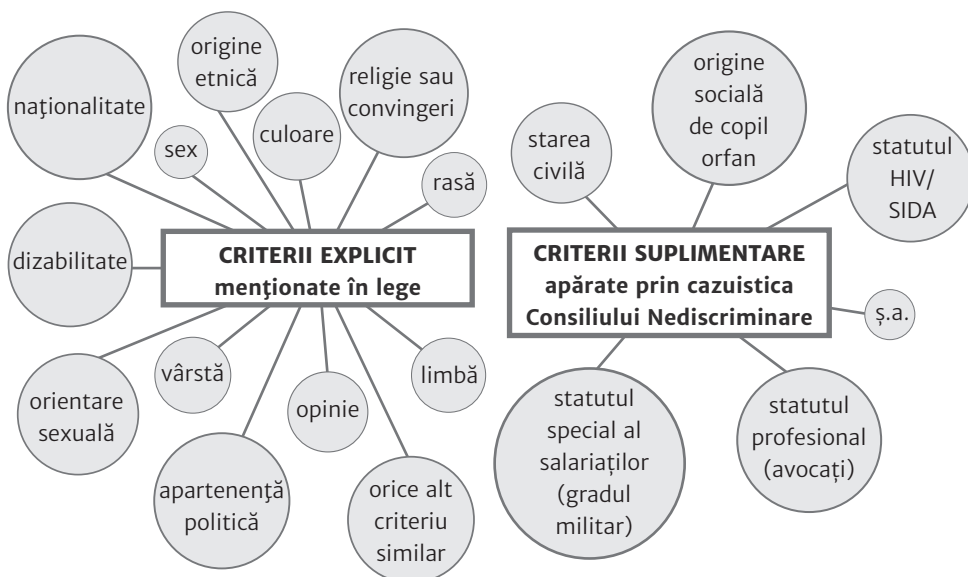 naţionalitate
origine
etnică
sex
culoare
religie sau
convingeri
rasă
dizabilitate
CRITERII EXPLICIT
menţionate în lege
orientare
sexuală
vârstă
apartenenţă
politică
opinie
orice alt
criteriu
similar
limbă
starea
civilă
origine
socială
de copil
orfan
statutul
HIV/
SIDA
CRITERII SUPLIMENTARE
apărate prin cazuistica
Consiliului Nediscriminare
ș.a.
statutul
special al
salariaților
(gradul
militar)
statutul
profesional
(avocați)